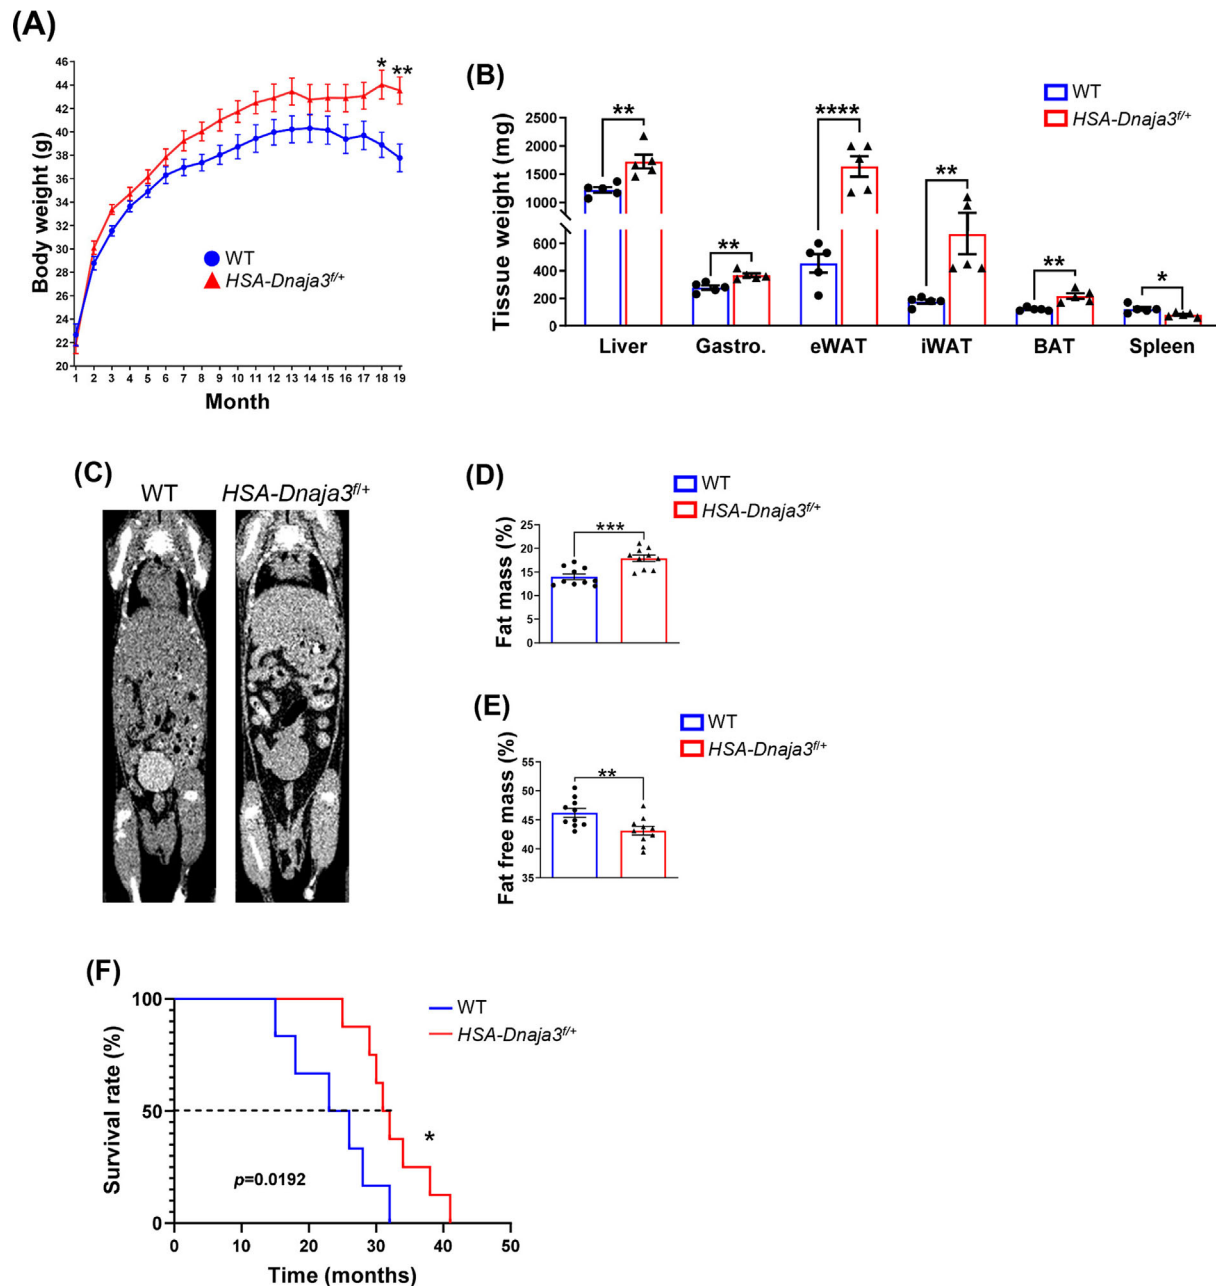 (A)
46
44
42
40
38
36
34
32
30
28
26
24
22
20
Body weight (g)
* **
WT
HSA-Dnaja3f/+
1 2 3 4 5 6 7 8 9 10 11 12 13 14 15 16 17 18 19
Month
(B)
WT
HSA-Dnaja3f/+
Tissue weight (mg)
2500
2000
1500
1000
600
400
200
0
** ** **** ** ** *
Liver Gastro. eWAT iWAT BAT Spleen
(C)
WT HSA-Dnaja3f/+
(D)
WT
HSA-Dnaja3f/+
Fat mass (%)
25
20
15
10
5
0
***
(E)
WT
HSA-Dnaja3f/+
Fat free mass (%)
55
50
45
40
35
**
(F)
WT
HSA-Dnaja3f/+
Survival rate (%)
100
50
0
*
p=0.0192
0 10 20 30 40 50
Time (months)